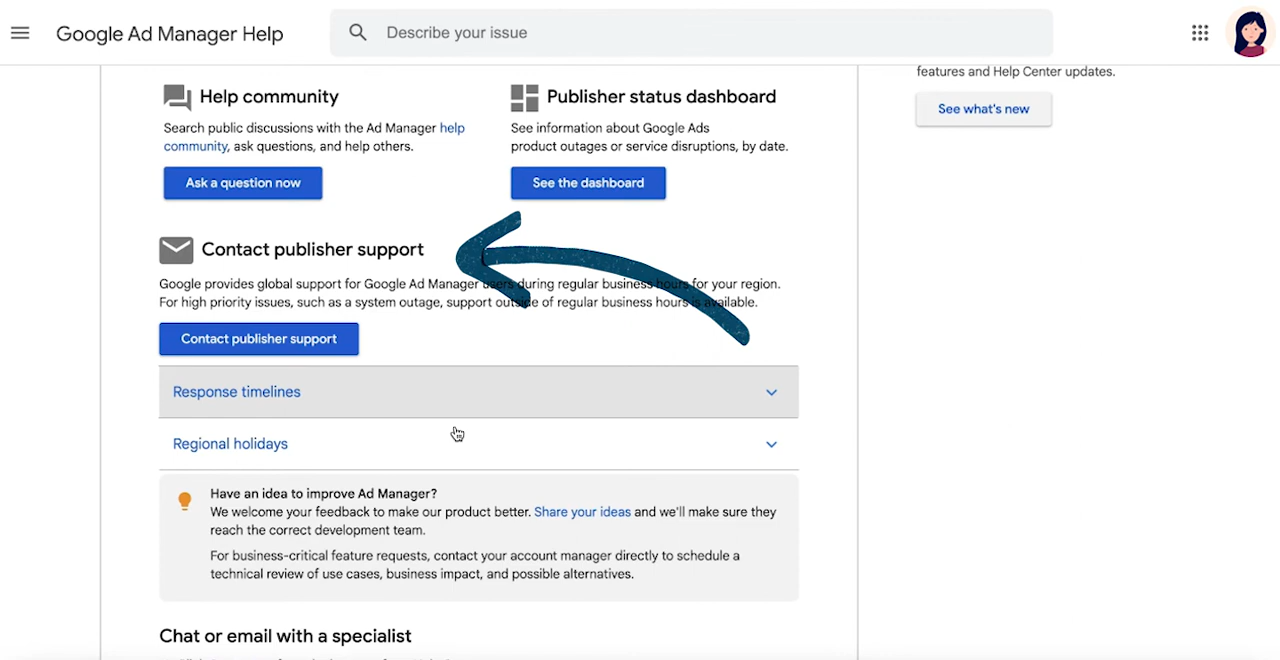 Google Ad Manager Help
Describe your issue
features and Help Center updates.
See what's new
Help community
Search public discussions with the Ad Manager help
community, ask questions, and help others.
Ask a question now
Publisher status dashboard
See information about Google Ads
product outages or service disruptions, by date.
See the dashboard
Contact publisher support
Google provides global support for Google Ad Manager users during regular business hours for your region.
For high priority issues, such as a system outage, support outside of regular business hours is available.
Contact publisher support
Response timelines
Regional holidays
Have an idea to improve Ad Manager?
We welcome your feedback to make our product better. Share your ideas and we'll make sure they
reach the correct development team.
For business-critical feature requests, contact your account manager directly to schedule a
technical review of use cases, business impact, and possible alternatives.
Chat or email with a specialist